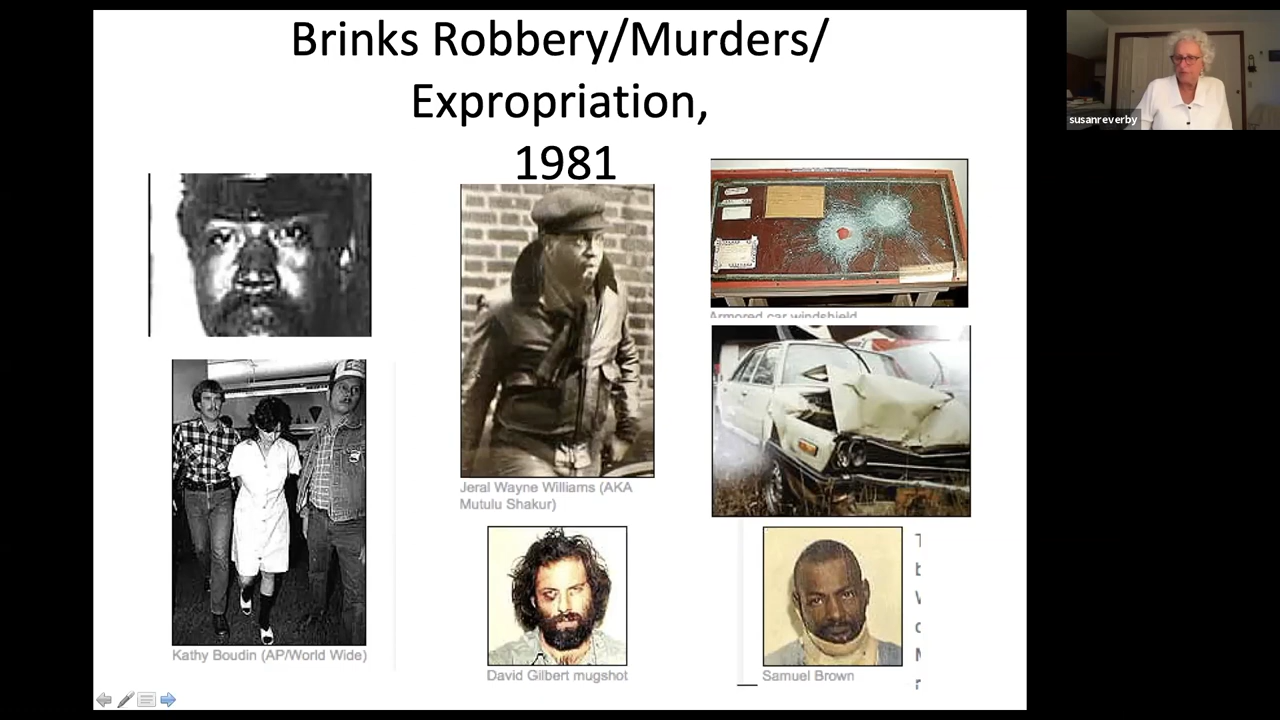 Brinks Robbery/Murders/
Expropriation,
1981
susanreverby
Armored car windshield
Jeral Wayne Williams (AKA
Mutulu Shakur)
Kathy Boudin (AP/World Wide)
David Gilbert mugshot
Samuel Brown